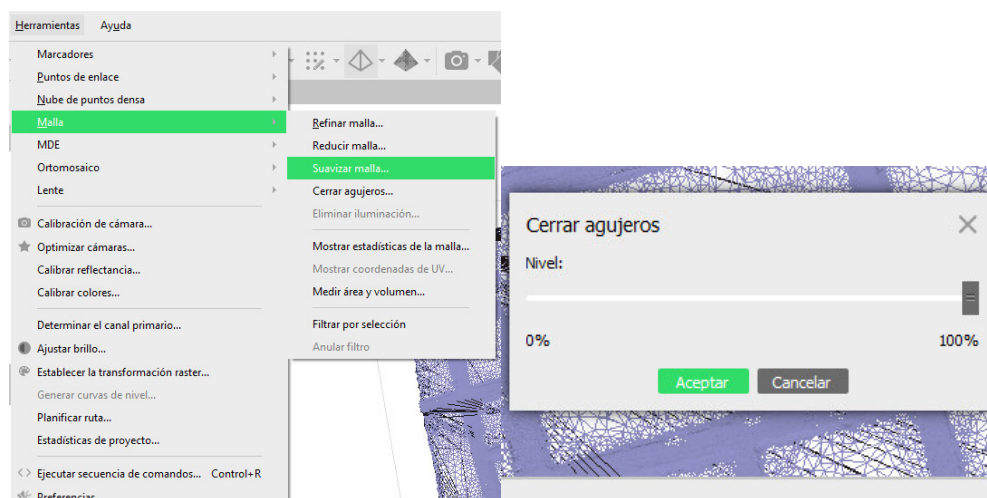 Herramientas Ayuda
Marcadores
Puntos de enlace
Nube de puntos densa
Malla
MDE
Ortomosaico
Lente
Calibración de cámara...
Optimizar cámaras...
Calibrar reflectancia...
Calibrar colores...
Determinar el canal primario...
Ajustar brillo...
Establecer la transformación raster...
Generar curvas de nivel...
Planificar ruta...
Estadísticas de proyecto...
Ejecutar secuencia de comandos... Control+R
Preferencias...
Refinar malla...
Reducir malla...
Suavizar malla...
Cerrar agujeros...
Eliminar iluminación...
Mostrar estadísticas de la malla...
Mostrar coordenadas de UV...
Medir área y volumen...
Filtrar por selección
Anular filtro
Cerrar agujeros
Nivel:
0% 100%
Aceptar Cancelar